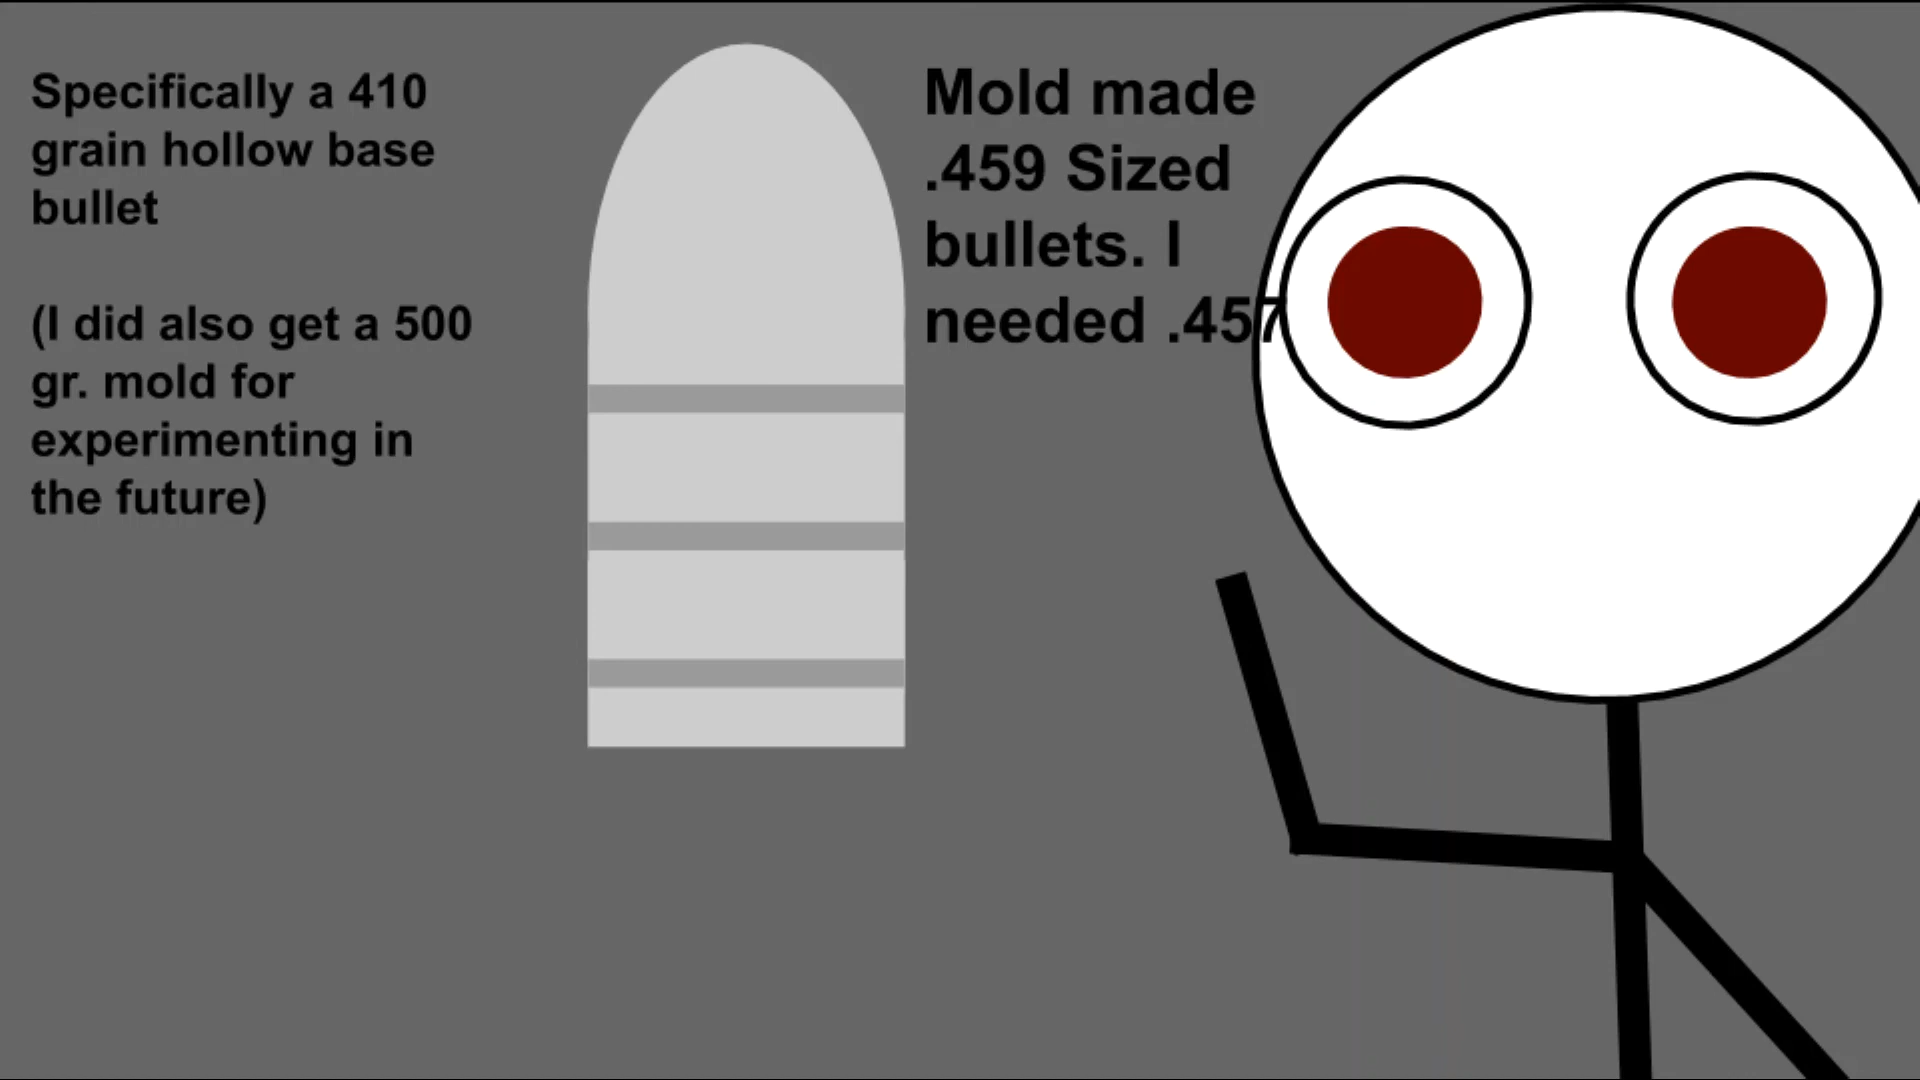 Specifically a 410
grain hollow base
bullet
(I did also get a 500
gr. mold for
experimenting in
the future)
Mold made
.459 Sized
bullets. I
needed .457